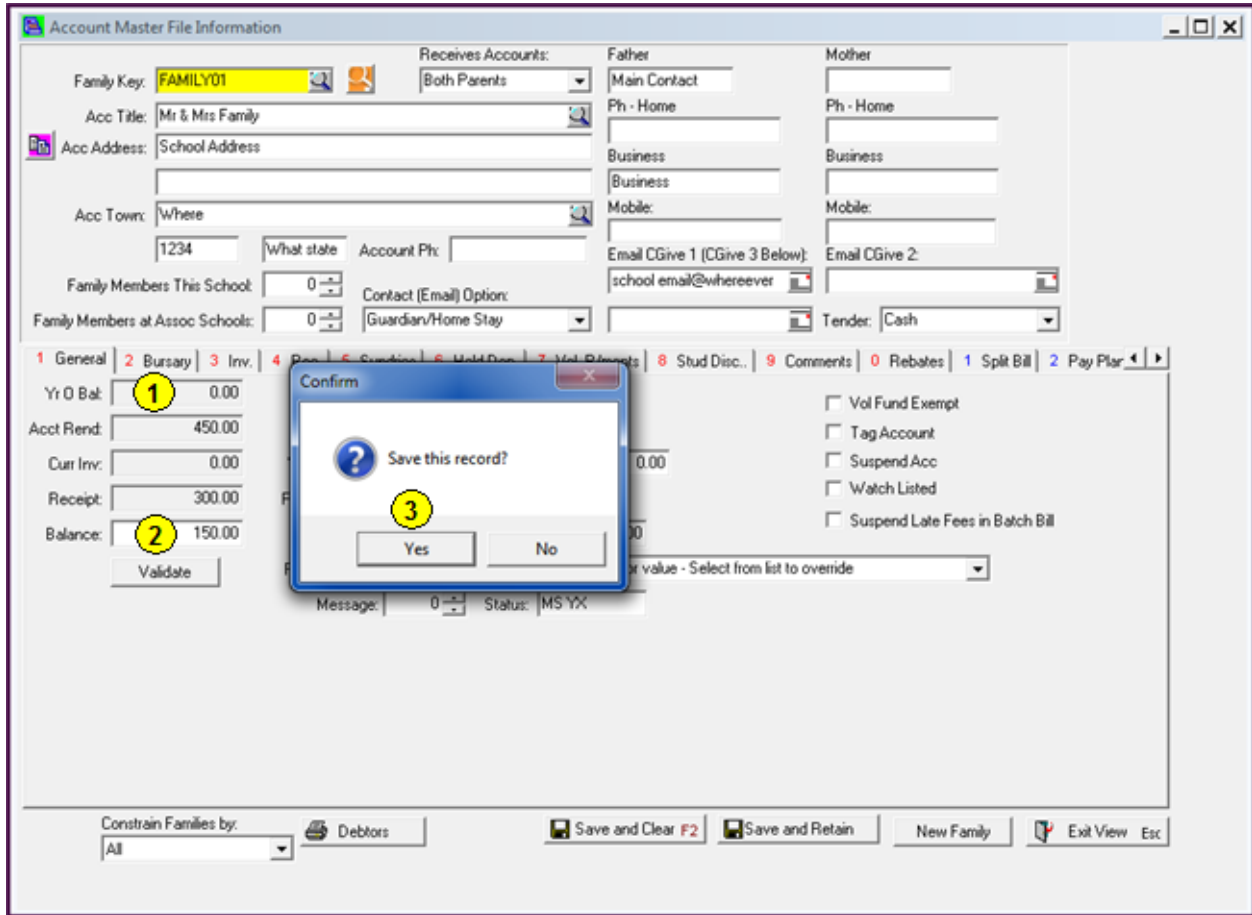 Account Master File Information
Receives Accounts: Father Mother
Family Key: FAMILY01 Both Parents Main Contact
Ph - Home Ph - Home
Acc Title: Mr & Mrs Family
Acc Address: School Address
Business Business
Business
Acc Town: Where
Mobile: Mobile:
1234 What state Account Ph:
Email CGive 1 (CGive 3 Below): Email CGive 2:
Family Members This School: 0 school email@whereever
Contact (Email) Option:
Family Members at Assoc Schools: 0 Guardian/Home Stay Tender: Cash
1 General 2 Bursary 3 Inv. 4 8 Stud Disc.. 9 Comments 0 Rebates 1 Split Bill 2 Pay Plan
Confirm
Yr O Bal: 1 0.00 Vol Fund Exempt
Acct Rend: 450.00 Tag Account
Save this record?
Curr Inv: 0.00 0.00 Suspend Acc
Receipt: 300.00 Watch Listed
3
Balance: 2 150.00 Suspend Late Fees in Batch Bill
Yes No
Validate value - Select from list to override
Message: 0 Status: MS YX
Constrain Families by:
Debtors Save and Clear F2 Save and Retain New Family Exit View Esc
All